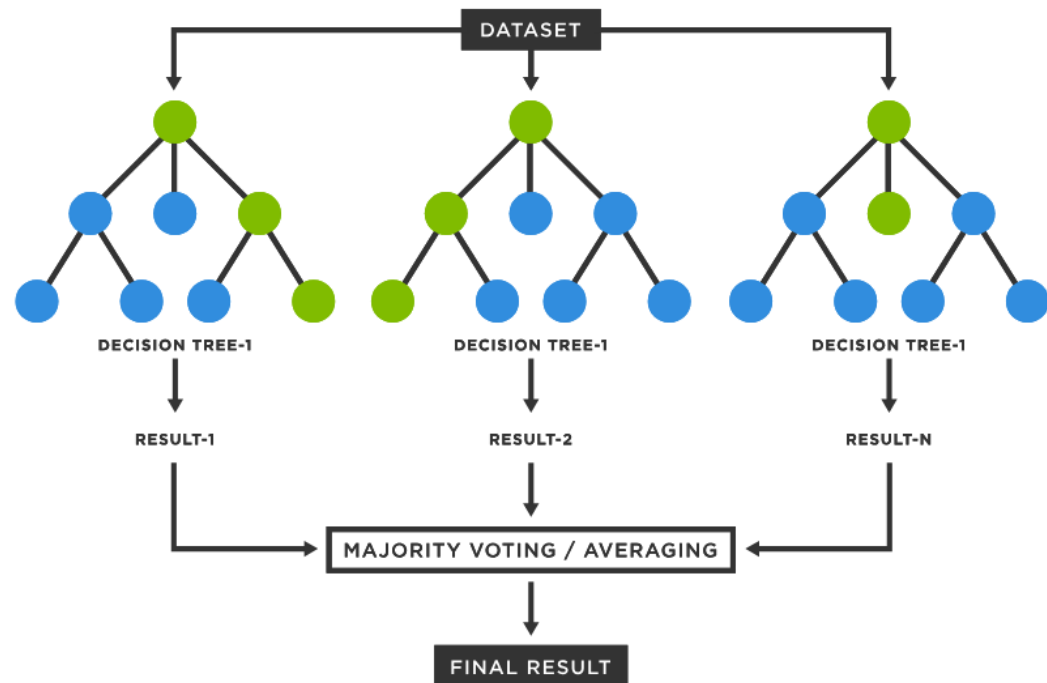 DATASET
DECISION TREE-1
DECISION TREE-1
DECISION TREE-1
RESULT-1
RESULT-2
RESULT-N
MAJORITY VOTING / AVERAGING
FINAL RESULT